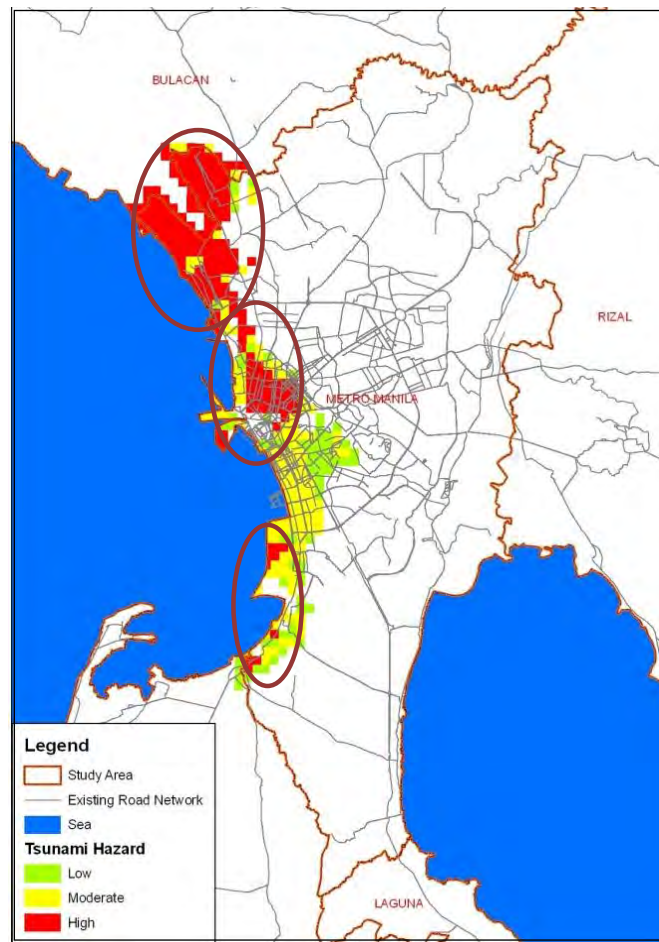 BULACAN
RIZAL
METRO MANILA
Legend
Study Area
Existing Road Network
Sea
Tsunami Hazard
Low
Moderate
High
LAGUNA